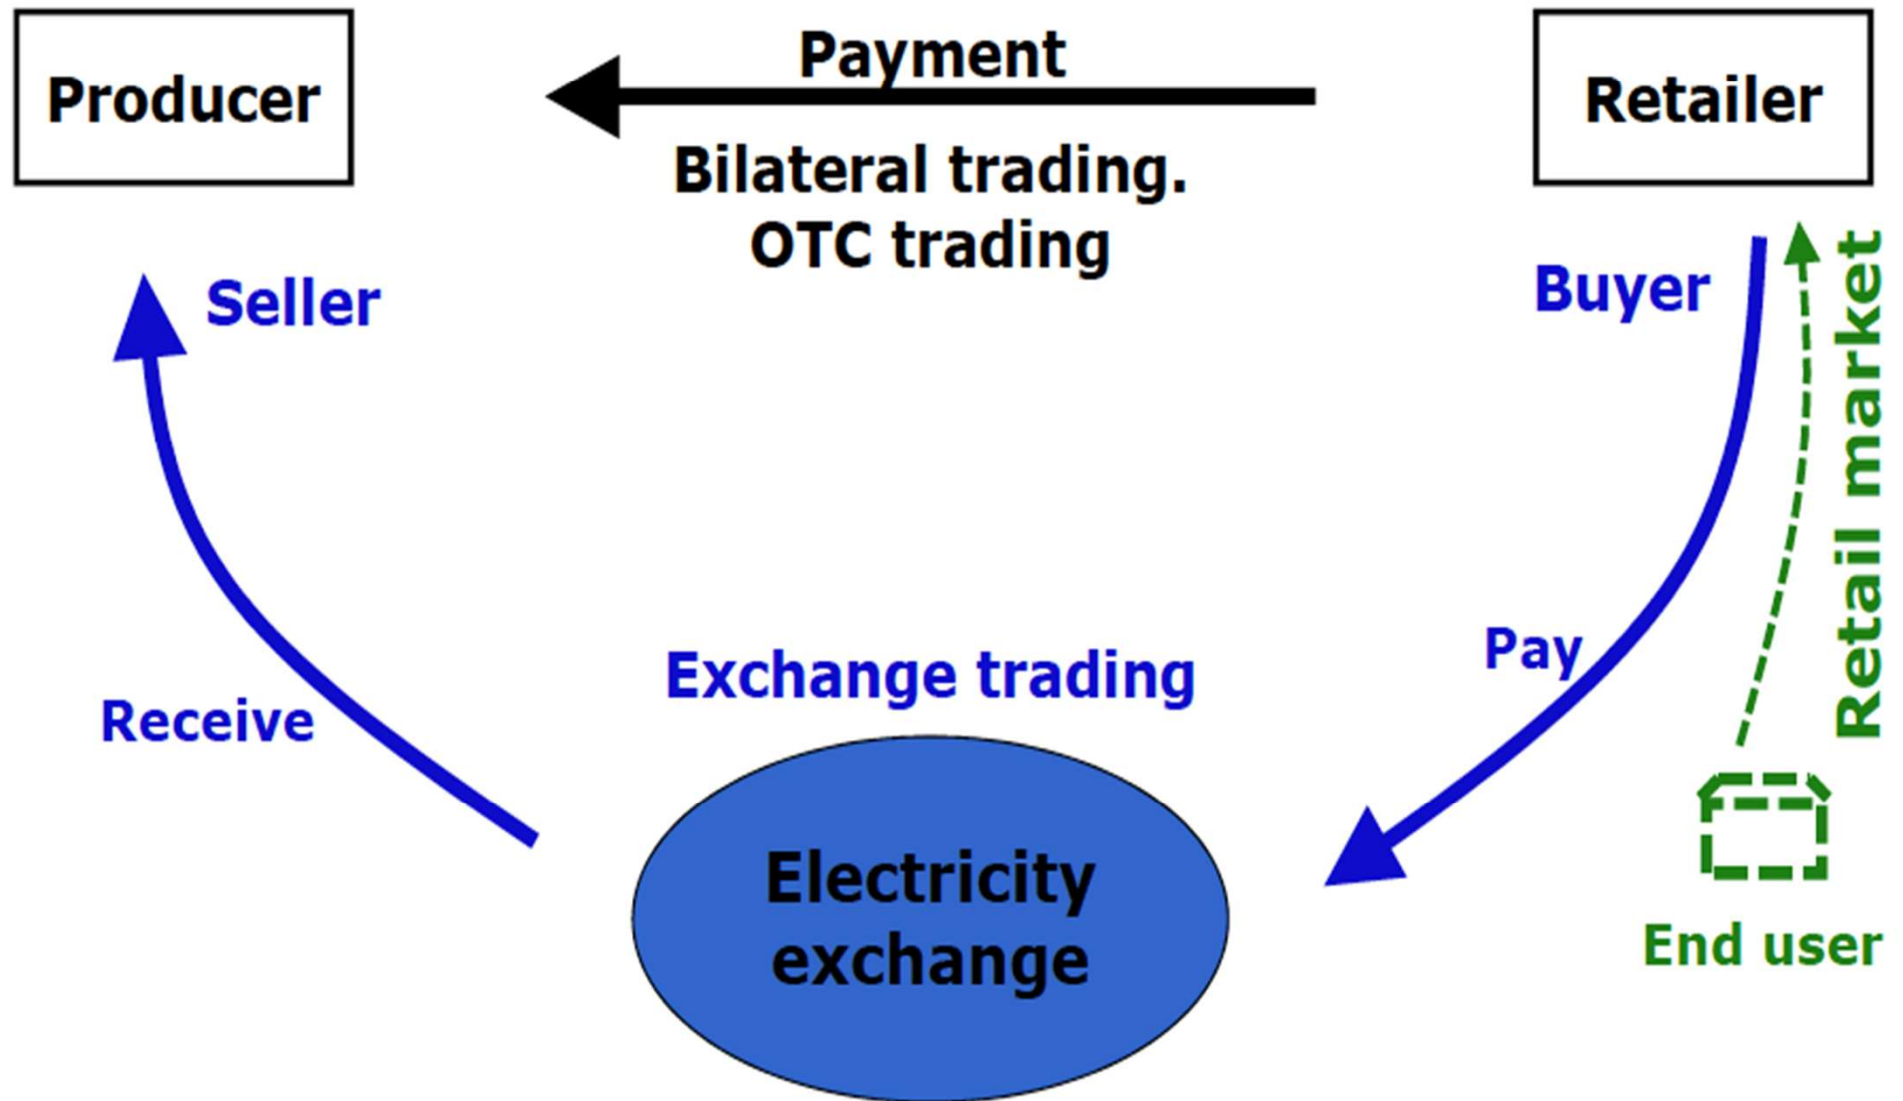 Producer
Payment
Retailer
Bilateral trading.
OTC trading
Seller
Buyer
Retail market
Receive
Exchange trading
Pay
Electricity
exchange
End user